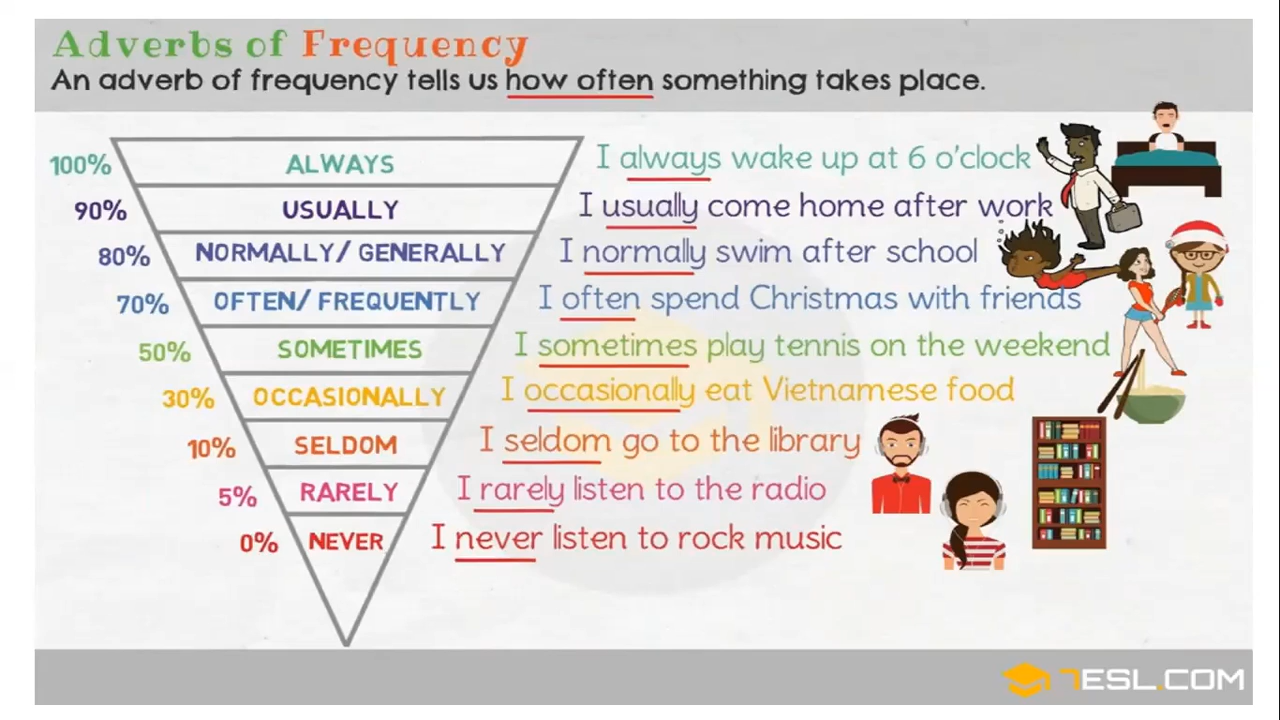 Adverbs of Frequency
An adverb of frequency tells us how often something takes place.
100% ALWAYS I always wake up at 6 o'clock
90% USUALLY I usually come home after work
80% NORMALLY/ GENERALLY I normally swim after school
70% OFTEN/ FREQUENTLY I often spend Christmas with friends
50% SOMETIMES I sometimes play tennis on the weekend
30% OCCASIONALLY I occasionally eat Vietnamese food
10% SELDOM I seldom go to the library
5% RARELY I rarely listen to the radio
0% NEVER I never listen to rock music
7ESL.COM